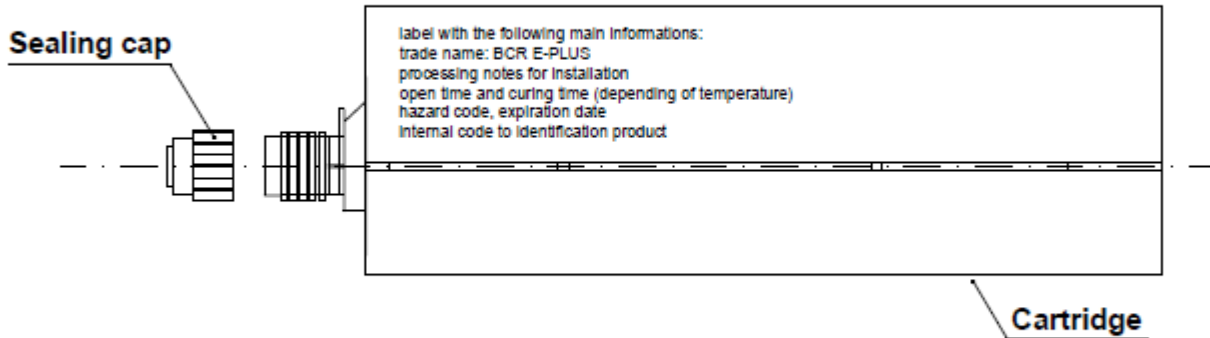 Sealing cap
label with the following main informations:
trade name: BCR E-PLUS
processing notes for installation
open time and curing time (depending of temperature)
hazard code, expiration date
internal code to identification product
Cartridge